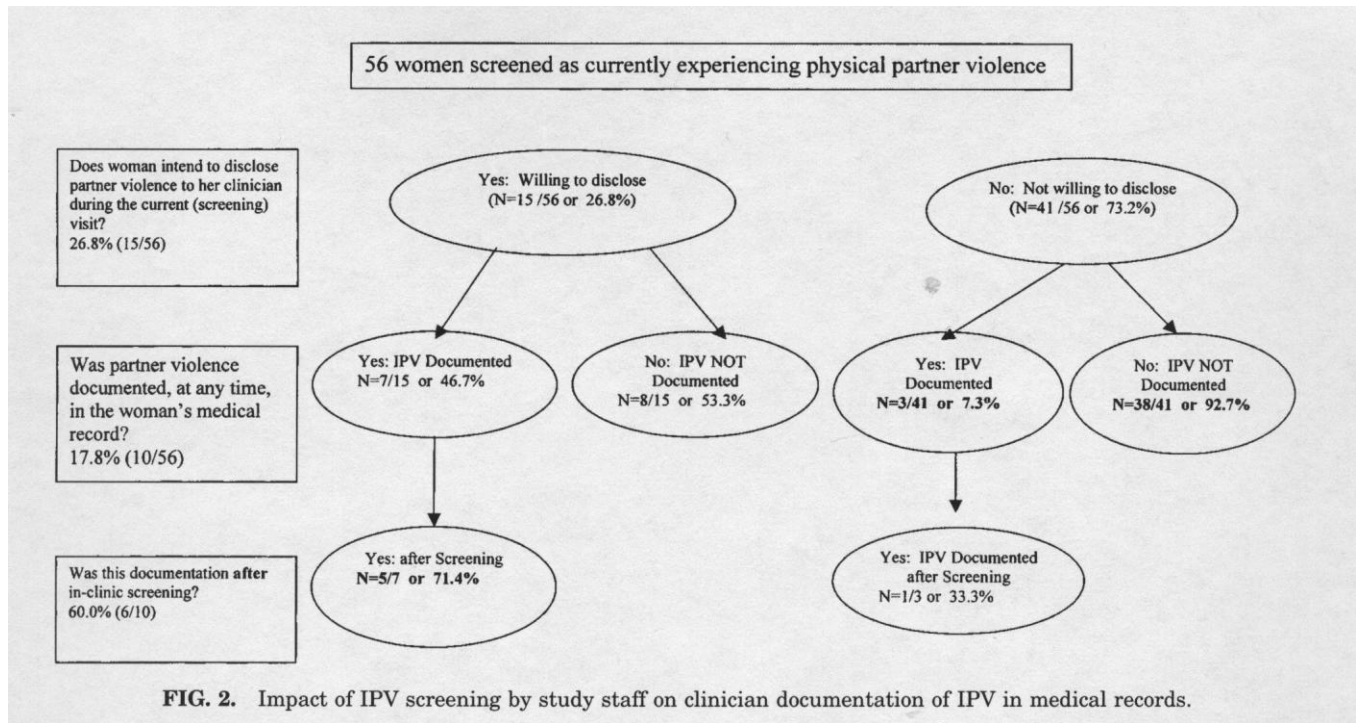 56 women screened as currently experiencing physical partner violence
Does woman intend to disclose
partner violence to her clinician
during the current (screening)
visit?
26.8% (15/56)
Yes: Willing to disclose
(N=15 /56 or 26.8%)
No: Not willing to disclose
(N=41 /56 or 73.2%)
Was partner violence
documented, at any time,
in the woman's medical
record?
17.8% (10/56)
Yes: IPV Documented
N=7/15 or 46.7%
No: IPV NOT
Documented
N=8/15 or 53.3%
Yes: IPV
Documented
N=3/41 or 7.3%
No: IPV NOT
Documented
N=38/41 or 92.7%
Was this documentation after
in-clinic screening?
60.0% (6/10)
Yes: after Screening
N=5/7 or 71.4%
Yes: IPV Documented
after Screening
N=1/3 or 33.3%
FIG. 2. Impact of IPV screening by study staff on clinician documentation of IPV in medical records.